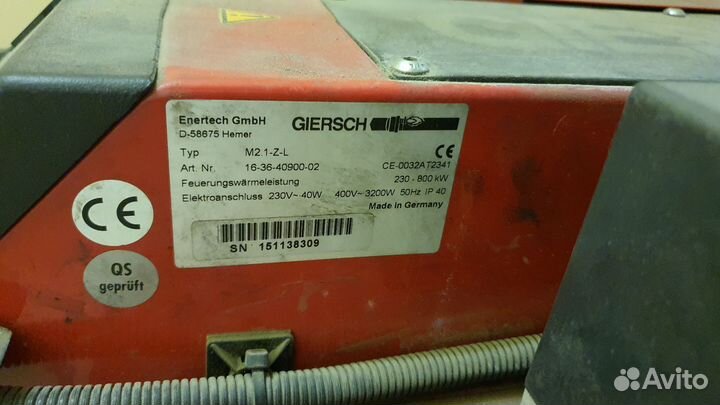 Enertech GmbH GIERSCH
D-58675 Hemer
Typ M2.1-Z-L CE
Art. Nr. 16-36-40900-02 CE-0032AT2341
Feuerungswärmeleistung 230 - 800 kW
Elektroanschluss 230V~ 40W 400V~ 3200W 50Hz IP 40
Made in Germany
SN 151138309
CE
QS
geprüft
Avito